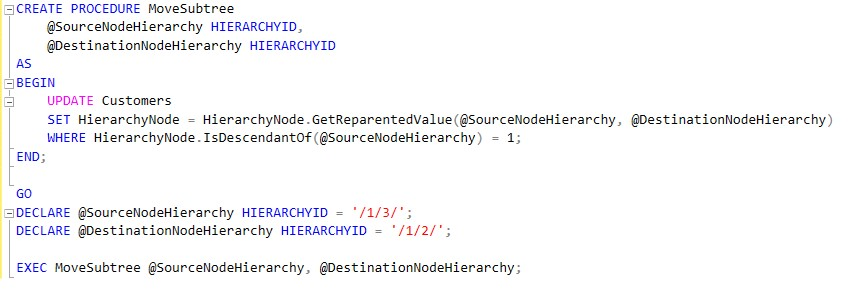 CREATE PROCEDURE MoveSubtree
@SourceNodeHierarchy HIERARCHYID,
@DestinationNodeHierarchy HIERARCHYID
AS
BEGIN
UPDATE Customers
SET HierarchyNode = HierarchyNode.GetReparentedValue(@SourceNodeHierarchy, @DestinationNodeHierarchy)
WHERE HierarchyNode.IsDescendantOf(@SourceNodeHierarchy) = 1;
END;
GO
DECLARE @SourceNodeHierarchy HIERARCHYID = '/1/3/';
DECLARE @DestinationNodeHierarchy HIERARCHYID = '/1/2/';
EXEC MoveSubtree @SourceNodeHierarchy, @DestinationNodeHierarchy;